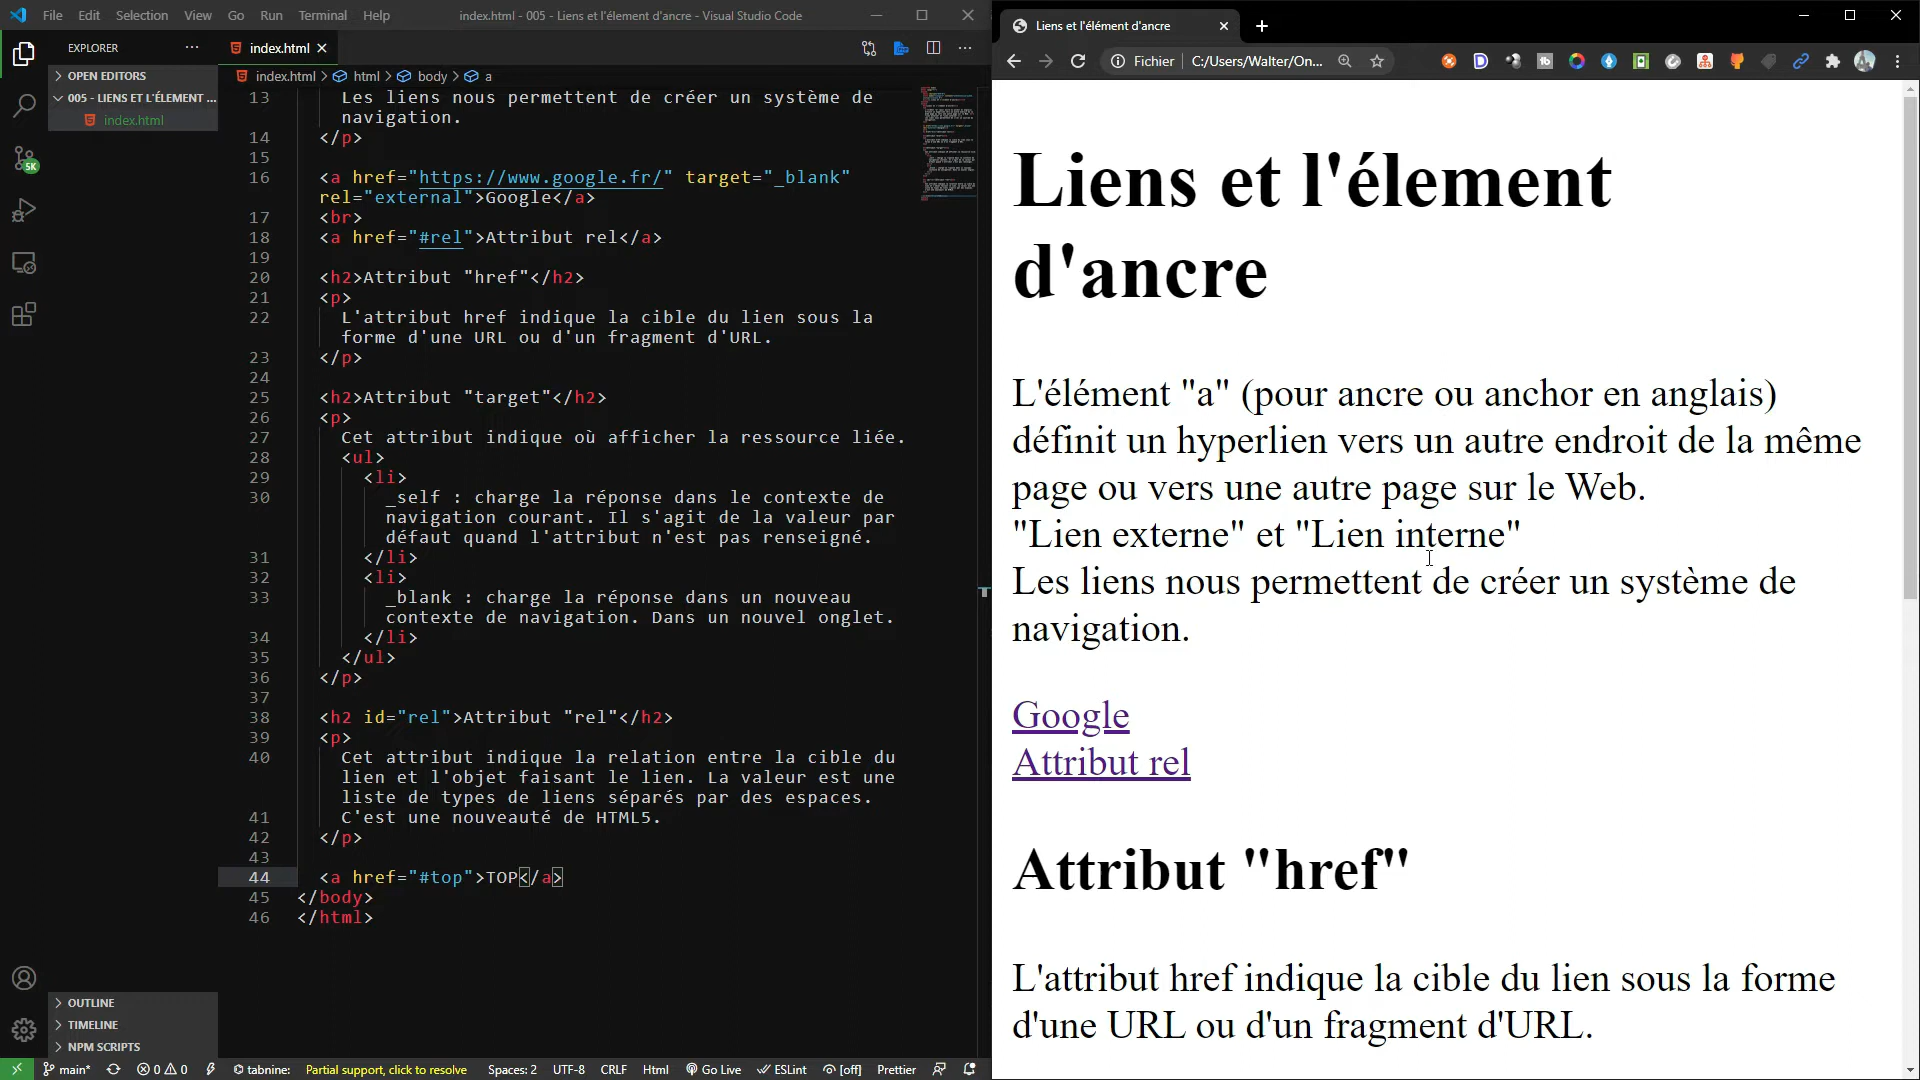 File Edit Selection View Go Run Terminal Help
index.html - 005 - Liens et l'élement d'ancre - Visual Studio Code
EXPLORER
OPEN EDITORS
005 - LIENS ET L'ÉLEMENT ...
index.html
5K
index.html
index.html > html > body > a
13 Les liens nous permettent de créer un système de
navigation.
14 </p>
15
16 <a href="https://www.google.fr/" target="_blank"
rel="external">Google</a>
17 <br>
18 <a href="#rel">Attribut rel</a>
19
20 <h2>Attribut "href"</h2>
21 <p>
22 L'attribut href indique la cible du lien sous la
forme d'une URL ou d'un fragment d'URL.
23 </p>
24
25 <h2>Attribut "target"</h2>
26 <p>
27 Cet attribut indique où afficher la ressource liée.
28 <ul>
29 <li>
30 _self : charge la réponse dans le contexte de
navigation courant. Il s'agit de la valeur par
défaut quand l'attribut n'est pas renseigné.
31 </li>
32 <li>
33 _blank : charge la réponse dans un nouveau
contexte de navigation. Dans un nouvel onglet.
34 </li>
35 </ul>
36 </p>
37
38 <h2 id="rel">Attribut "rel"</h2>
39 <p>
40 Cet attribut indique la relation entre la cible du
lien et l'objet faisant le lien. La valeur est une
liste de types de liens séparés par des espaces.
41 C'est une nouveauté de HTML5.
42 </p>
43
44 <a href="#top">TOP</a>
45 </body>
46 </html>
OUTLINE
TIMELINE
NPM SCRIPTS
main* 0 0 tabnine: Partial support, click to resolve Spaces: 2 UTF-8 CRLF Html Go Live ESLint [off] Prettier
Liens et l'élément d'ancre
Fichier C:/Users/Walter/On...
Liens et l'élement
d'ancre
L'élément "a" (pour ancre ou anchor en anglais)
définit un hyperlien vers un autre endroit de la même
page ou vers une autre page sur le Web.
"Lien externe" et "Lien interne"
Les liens nous permettent de créer un système de
navigation.
Google
Attribut rel
Attribut "href"
L'attribut href indique la cible du lien sous la forme
d'une URL ou d'un fragment d'URL.